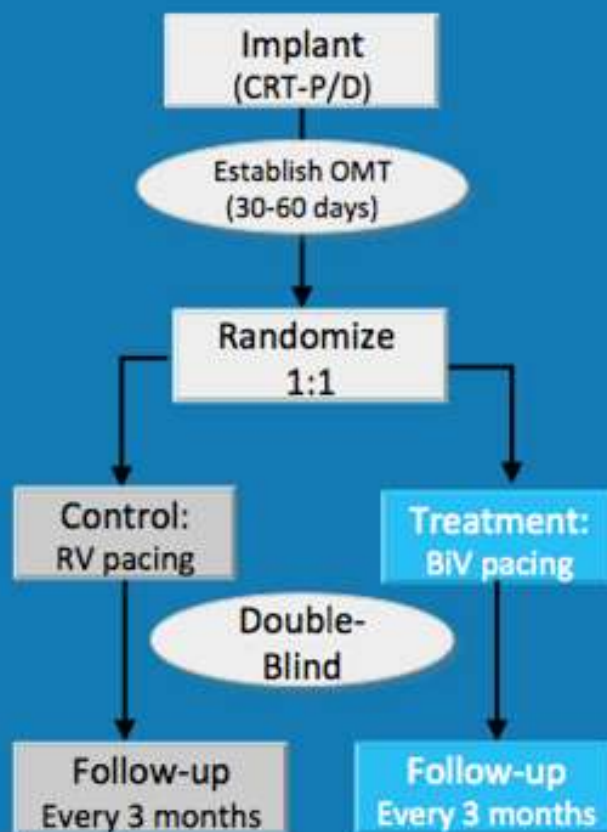 Implant
(CRT-P/D)
Establish OMT
(30-60 days)
Randomize
1:1
Control:
RV pacing
Treatment:
BiV pacing
Double-
Blind
Follow-up
Every 3 months
Follow-up
Every 3 months